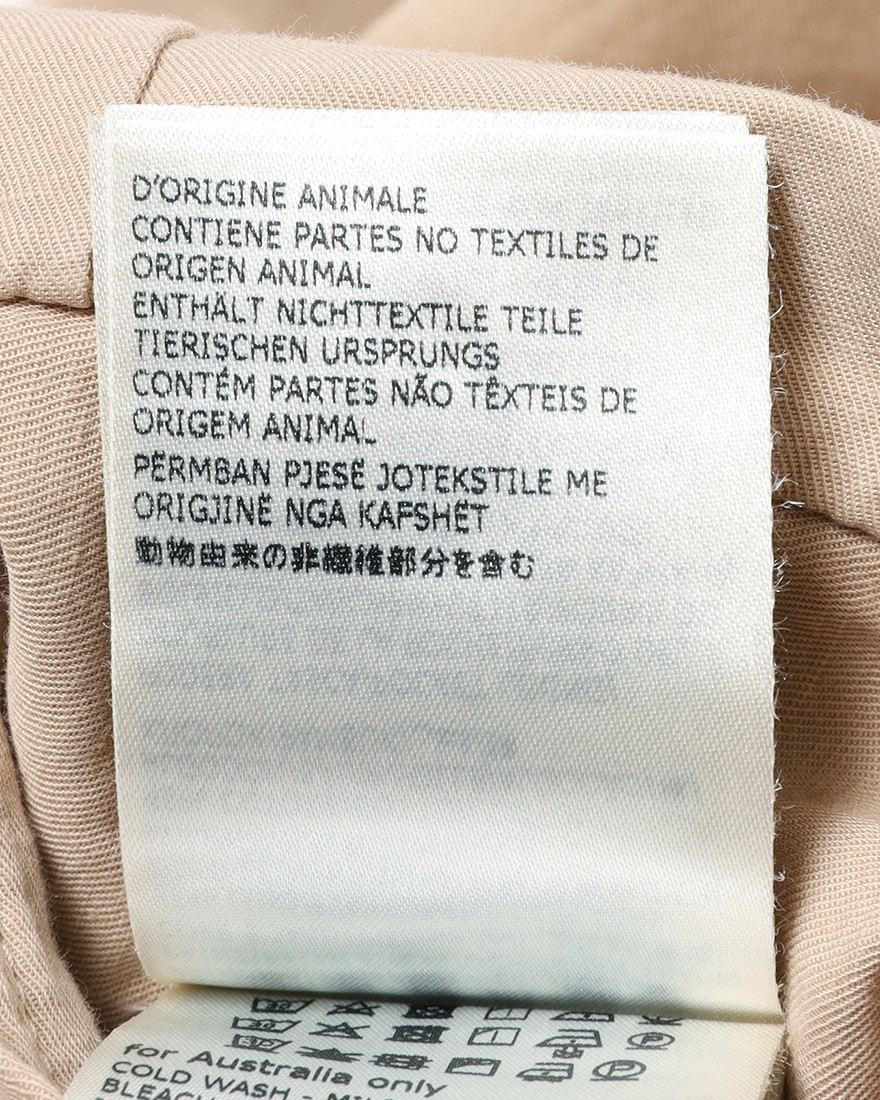 D'ORIGINE ANIMALE
CONTIENE PARTES NO TEXTILES DE
ORIGEN ANIMAL
ENTHÄLT NICHTTEXTILE TEILE
TIERISCHEN URSPRUNGS
CONTÉM PARTES NÃO TÊXTEIS DE
ORIGEM ANIMAL
PËRMBAN PJESË JOTEKSTILE ME
ORIGJINË NGA KAFSHËT
動物由来の非繊維部分を含む
for Australia only
COLD WASH -
BLEACH